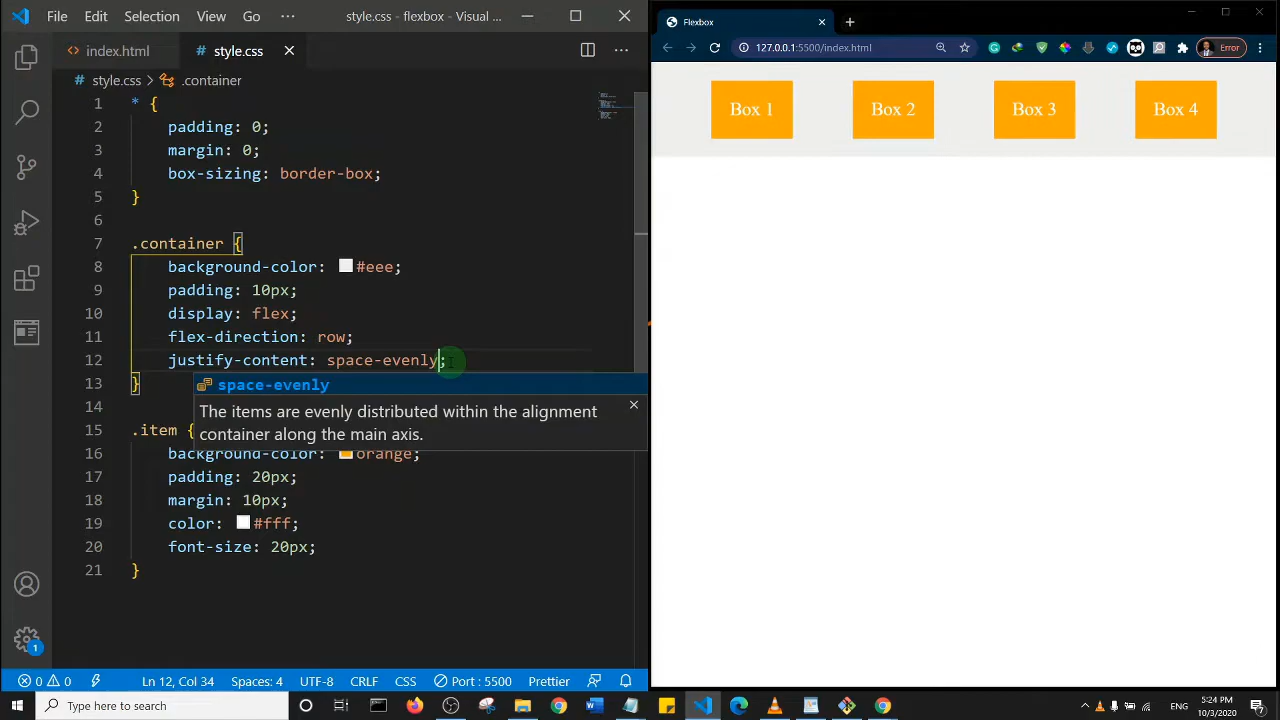 File Edit Selection View Go ··· style.css - flexbox - Visual ...
index.html style.css
style.css > .container
1 * {
2 padding: 0;
3 margin: 0;
4 box-sizing: border-box;
5 }
6
7 .container {
8 background-color: #eee;
9 padding: 10px;
10 display: flex;
11 flex-direction: row;
12 justify-content: space-evenly;
13 }
space-evenly
The items are evenly distributed within the alignment
container along the main axis.
14
15 .item {
16 background-color: orange;
17 padding: 20px;
18 margin: 10px;
19 color: #fff;
20 font-size: 20px;
21 }
1
0 0 Ln 12, Col 34 Spaces: 4 UTF-8 CRLF CSS Port : 5500 Prettier
Flexbox
127.0.0.1:5500/index.html Error
Box 1 Box 2 Box 3 Box 4
Type here to search
ENG 5:24 PM
10/3/2020